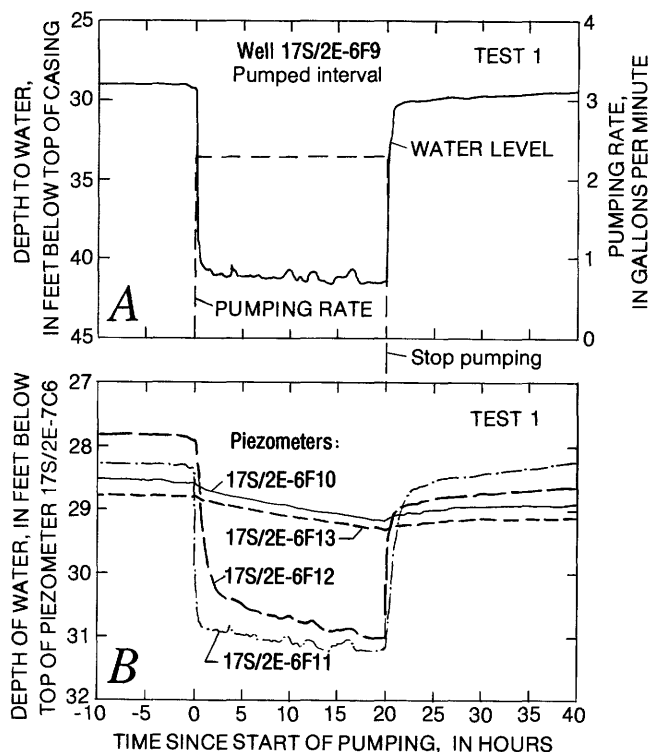 25
30
35
40
45
DEPTH TO WATER,
IN FEET BELOW TOP OF CASING
Well 17S/2E-6F9
Pumped interval
TEST 1
WATER LEVEL
PUMPING RATE
A
4
3
2
1
0
PUMPING RATE,
IN GALLONS PER MINUTE
Stop pumping
27
28
29
30
31
32
DEPTH OF WATER, IN FEET BELOW
TOP OF PIEZOMETER 17S/2E-7C6
TEST 1
Piezometers:
17S/2E-6F10
17S/2E-6F13
17S/2E-6F12
17S/2E-6F11
B
-10 -5 0 5 10 15 20 25 30 35 40
TIME SINCE START OF PUMPING, IN HOURS